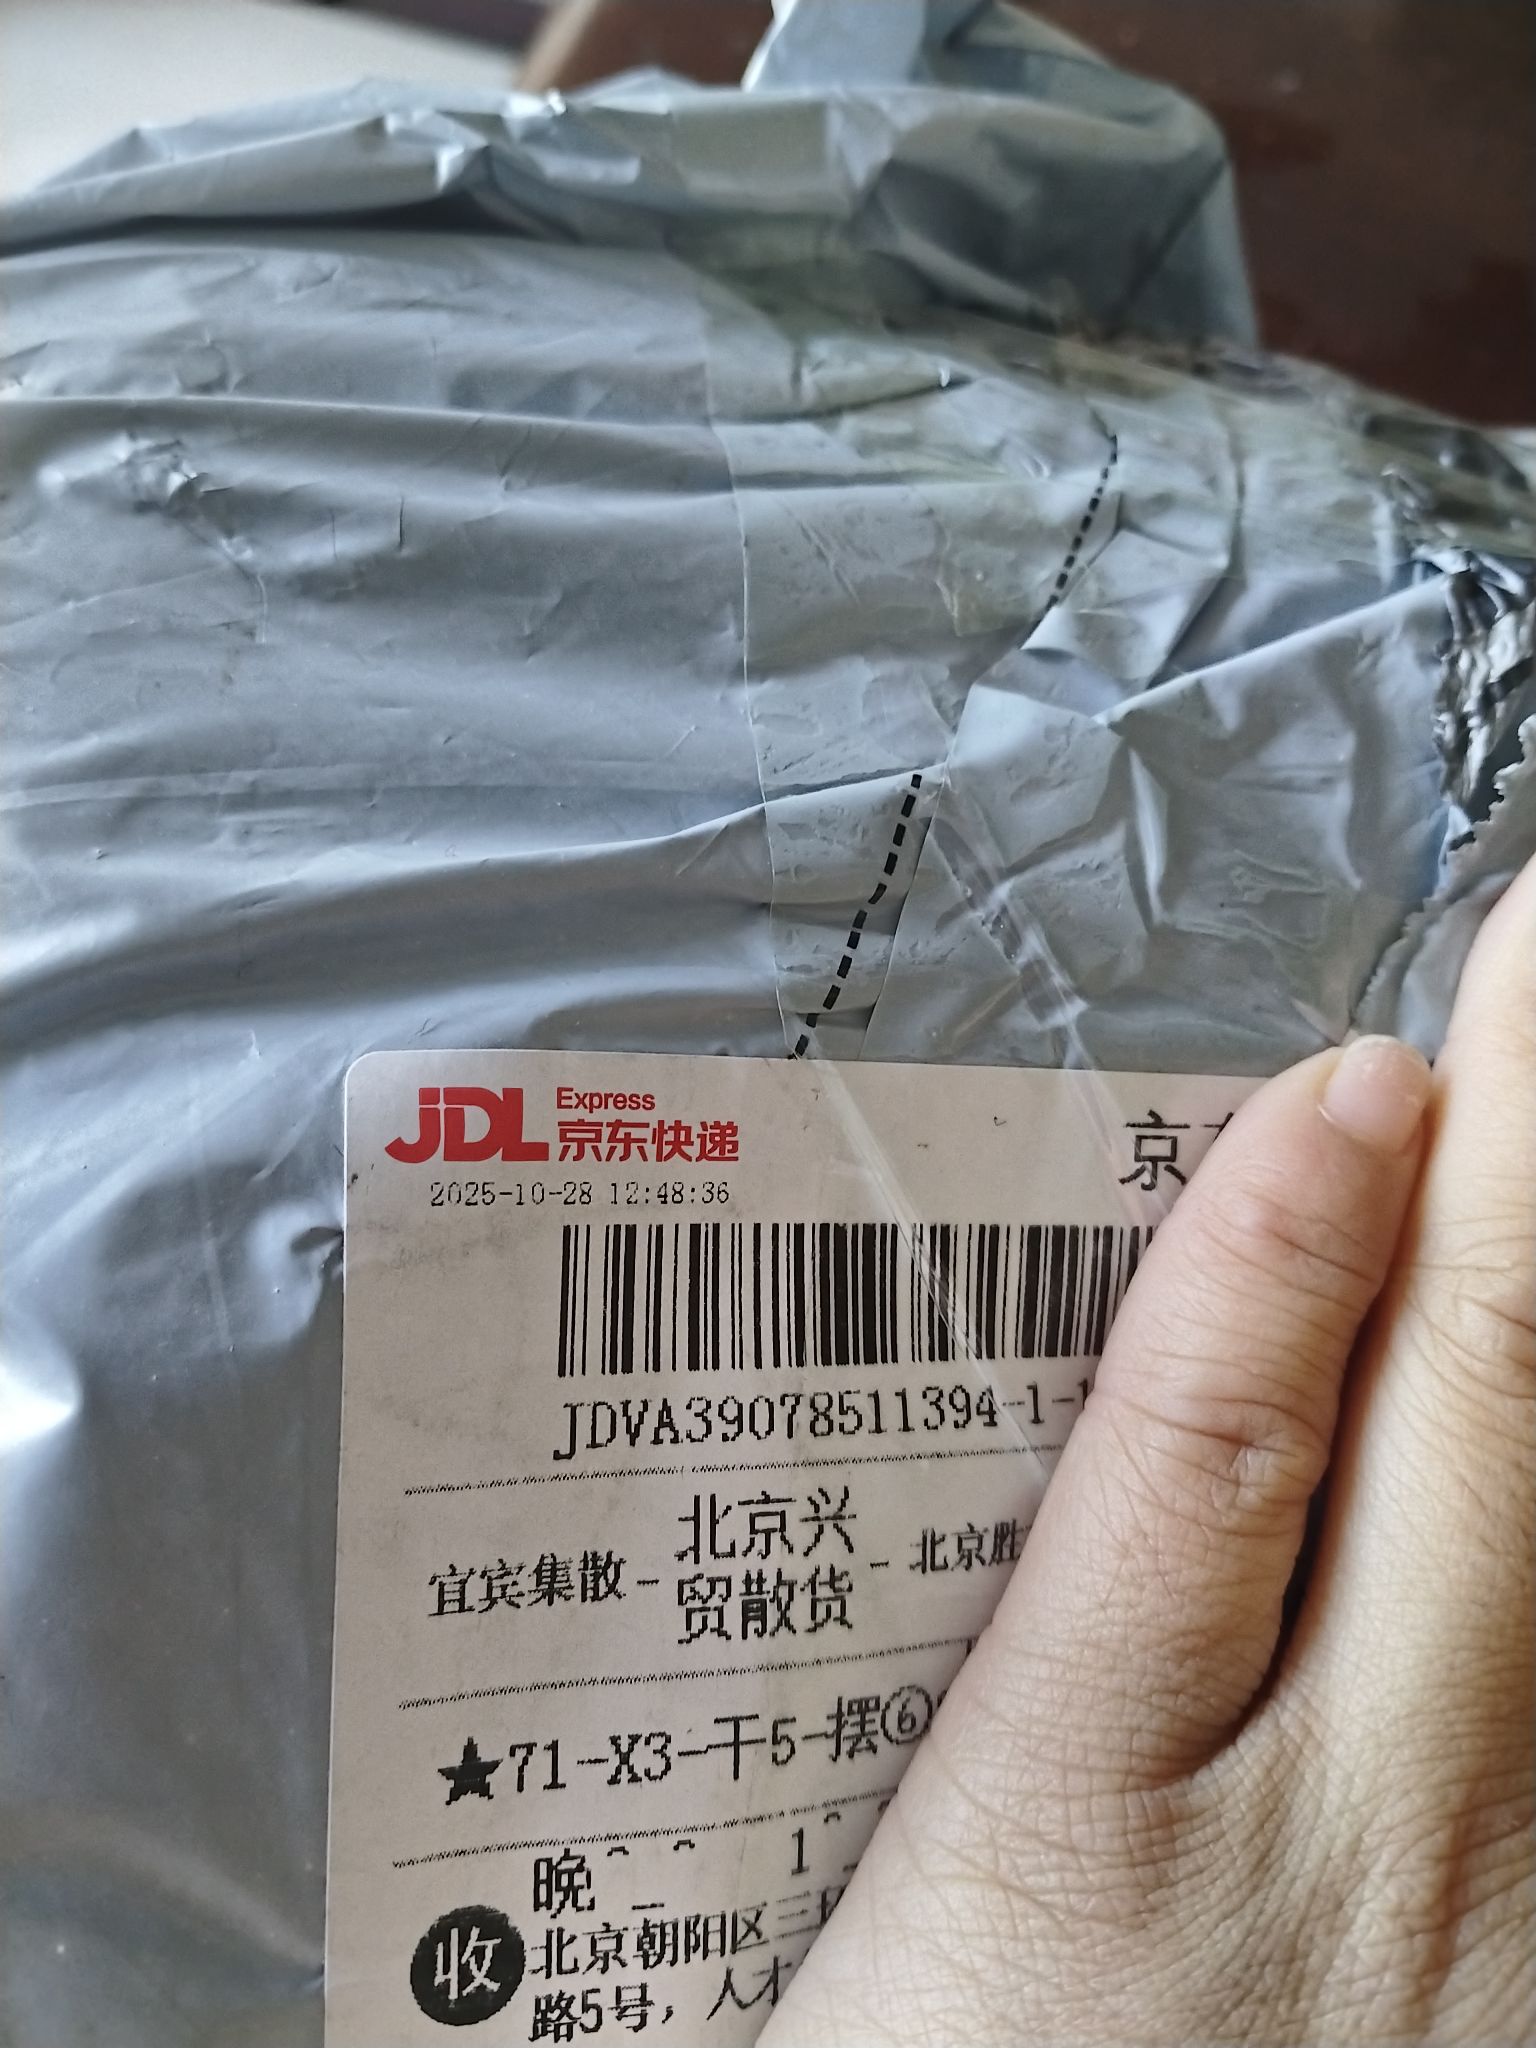 JDL Express
京东快递
京
2025-10-28 12:48:36
JDVA39078511394-1-1
宜宾集散-北京兴
贸散货-北京胜
★71-X3-干5-摆⑥
晚
收 北京朝阳区三环
路5号，人才